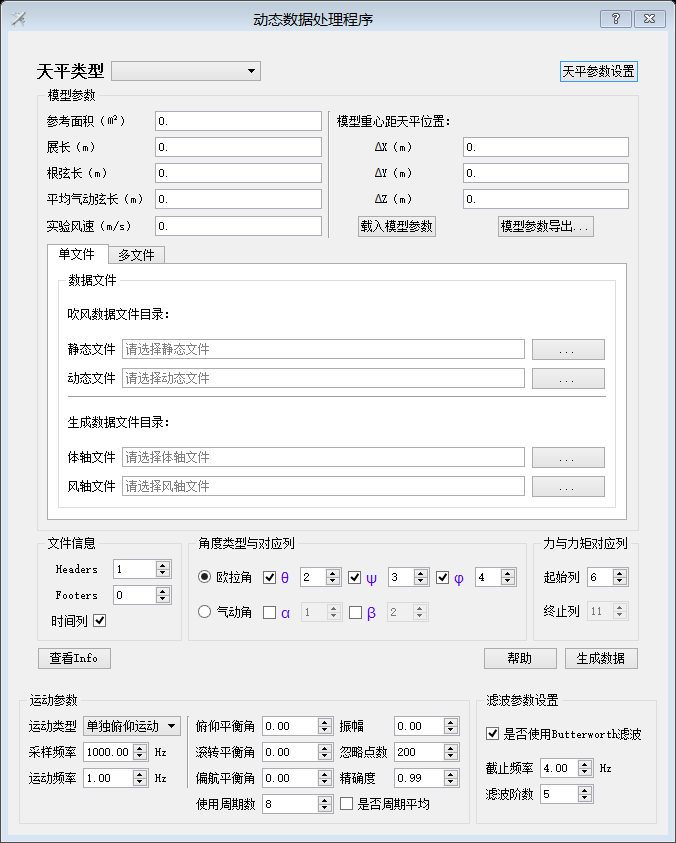 动态数据处理程序
天平类型
天平参数设置
模型参数
参考面积（m²） 0.
展长（m） 0.
根弦长（m） 0.
平均气动弦长（m） 0.
实验风速（m/s） 0.
模型重心距天平位置:
ΔX（m） 0.
ΔY（m） 0.
ΔZ（m） 0.
载入模型参数 模型参数导出...
单文件 多文件
数据文件
吹风数据文件目录:
静态文件 请选择静态文件 ...
动态文件 请选择动态文件 ...
生成数据文件目录:
体轴文件 请选择体轴文件 ...
风轴文件 请选择风轴文件 ...
文件信息
Headers 1
Footers 0
时间列
角度类型与对应列
欧拉角 θ 2 ψ 3 φ 4
气动角 α 1 β 2
力与力矩对应列
起始列 6
终止列 11
查看Info 帮助 生成数据
运动参数
运动类型 单独俯仰运动
采样频率 1000.00 Hz
运动频率 1.00 Hz
俯仰平衡角 0.00 振幅 0.00
滚转平衡角 0.00 忽略点数 200
偏航平衡角 0.00 精确度 0.99
使用周期数 8 是否周期平均
滤波参数设置
是否使用Butterworth滤波
截止频率 4.00 Hz
滤波阶数 5